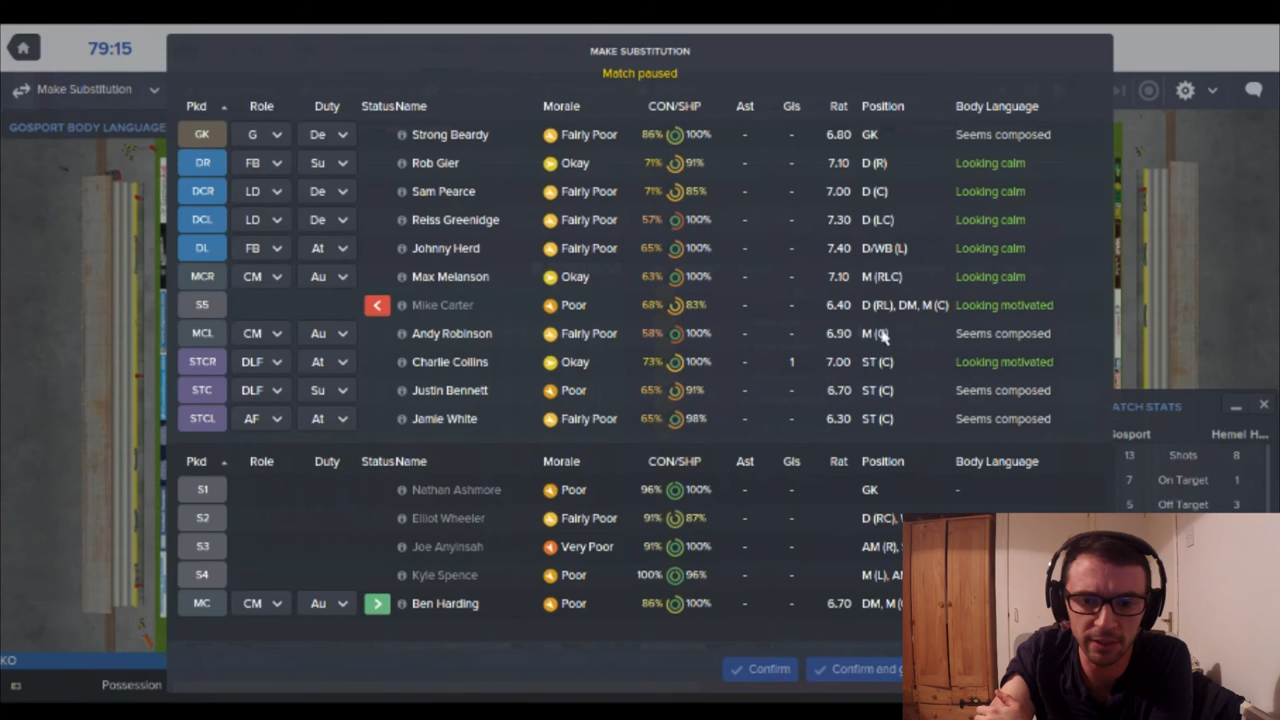 79:15
MAKE SUBSTITUTION
Match paused
Make Substitution
GOSPORT BODY LANGUAGE
Pkd Role Duty Status Name Morale CON/SHP Ast Gls Rat Position Body Language
GK G De Strong Beardy Fairly Poor 86% 100% - - 6.80 GK Seems composed
DR FB Su Rob Gier Okay 71% 91% - - 7.10 D (R) Looking calm
DCR LD De Sam Pearce Fairly Poor 71% 85% - - 7.00 D (C) Looking calm
DCL LD De Reiss Greenidge Fairly Poor 57% 100% - - 7.30 D (LC) Looking calm
DL FB At Johnny Herd Fairly Poor 65% 100% - - 7.40 D/WB (L) Looking calm
MCR CM Au Max Melanson Okay 63% 100% - - 7.10 M (RLC) Looking calm
S5 Mike Carter Poor 68% 83% - - 6.40 D (RL), DM, M (C) Looking motivated
MCL CM Au Andy Robinson Fairly Poor 58% 100% - - 6.90 M Seems composed
STCR DLF At Charlie Collins Okay 73% 100% - 1 7.00 ST (C) Looking motivated
STC DLF Su Justin Bennett Poor 65% 91% - - 6.70 ST (C) Seems composed
STCL AF At Jamie White Fairly Poor 65% 98% - - 6.30 ST (C) Seems composed
Pkd Role Duty Status Name Morale CON/SHP Ast Gls Rat Position Body Language
S1 Nathan Ashmore Poor 96% 100% - - GK -
S2 Elliot Wheeler Fairly Poor 91% 87% - - D (RC),
S3 Joe Anyinsah Very Poor 91% 100% - - AM (R),
S4 Kyle Spence Poor 100% 96% - - M (L),
MC CM Au Ben Harding Poor 86% 100% - - 6.70 DM, M
Confirm
Confirm and
ATCH STATS
Gosport Hemel H...
13 Shots 8
7 On Target 1
5 Off Target 3
KO
Possession